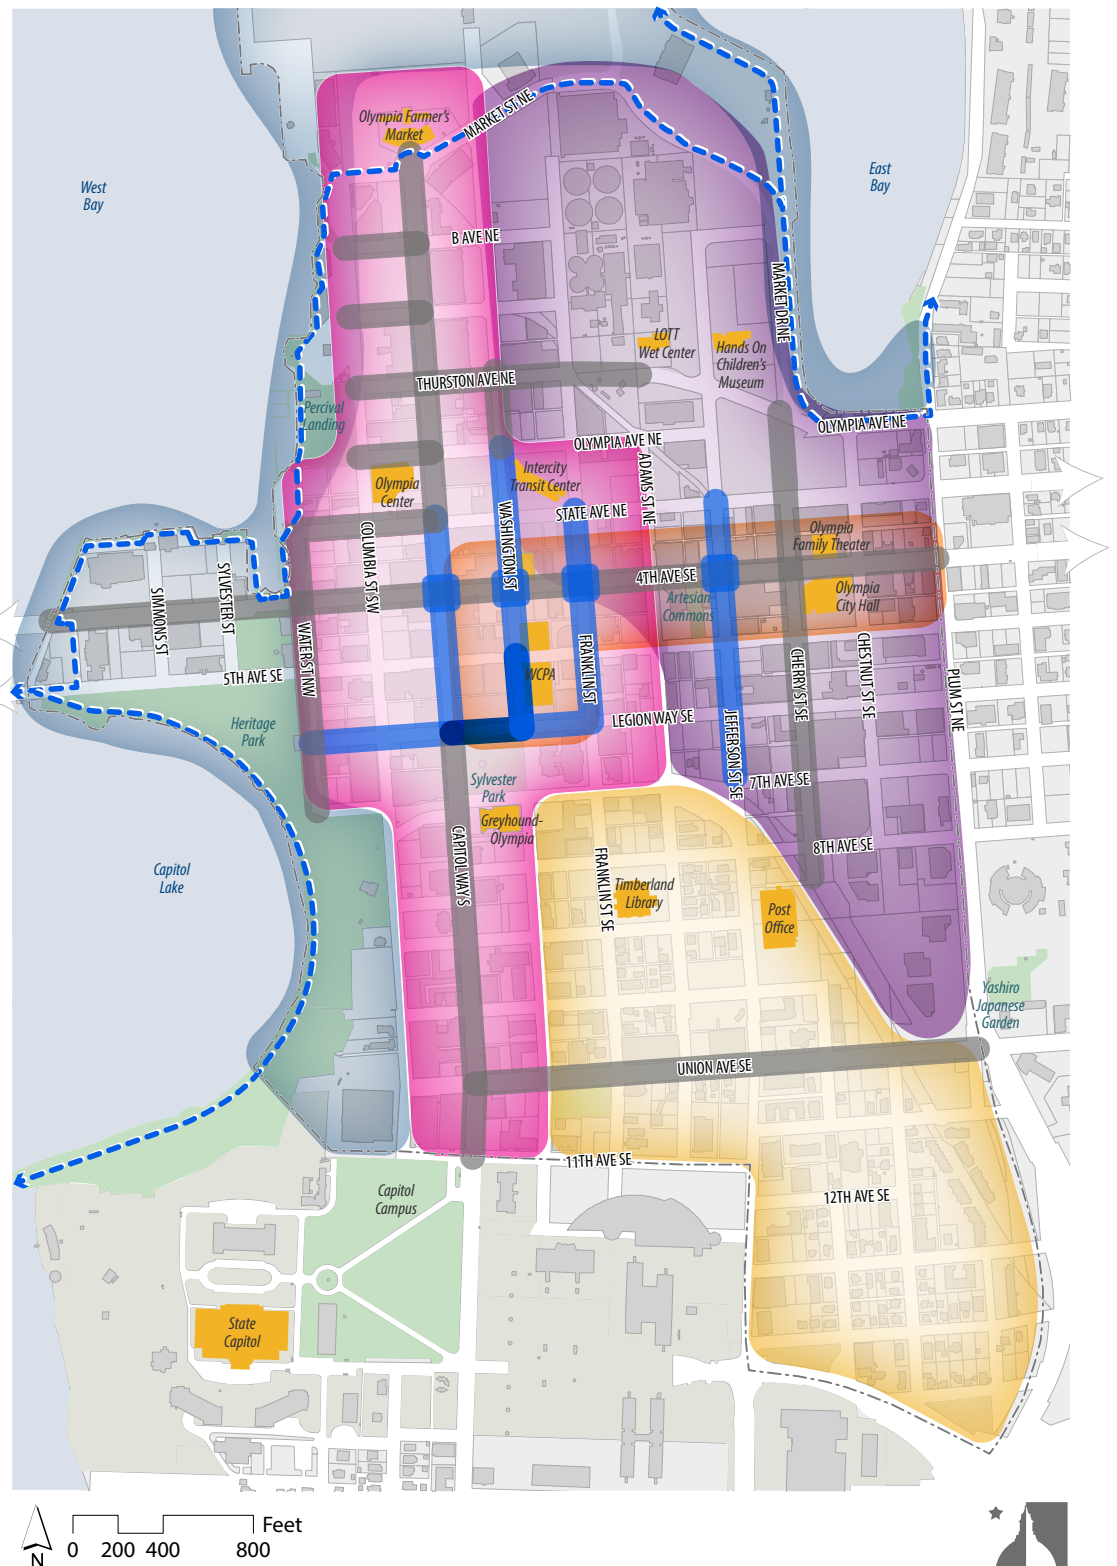 Olympia Farmer's
Market
MARKET ST NE
West
Bay
East
Bay
B AVE NE
MARKET DR NE
LOTT
Wet Center
Hands On
Children's
Museum
THURSTON AVE NE
Percival
Landing
OLYMPIA AVE NE
OLYMPIA AVE NE
ADAMS ST NE
Intercity
Transit Center
Olympia
Center
STATE AVE NE
WASHINGTON ST
COLUMBIA ST SW
Olympia
Family Theater
4TH AVE SE
Artesian
Commons
Olympia
City Hall
SIMMONS ST
SYLVESTER ST
WATER ST NW
5TH AVE SE
WCPA
FRANKLIN ST
CHERRY ST SE
CHESTNUT ST SE
PLUM ST NE
Heritage
Park
LEGION WAY SE
JEFFERSON ST SE
7TH AVE SE
Sylvester
Park
Greyhound-
Olympia
CAPITOL WAY S
FRANKLIN ST SE
8TH AVE SE
Capitol
Lake
Timberland
Library
Post
Office
Yashiro
Japanese
Garden
UNION AVE SE
11TH AVE SE
12TH AVE SE
Capitol
Campus
State
Capitol
N
0 200 400 800
Feet